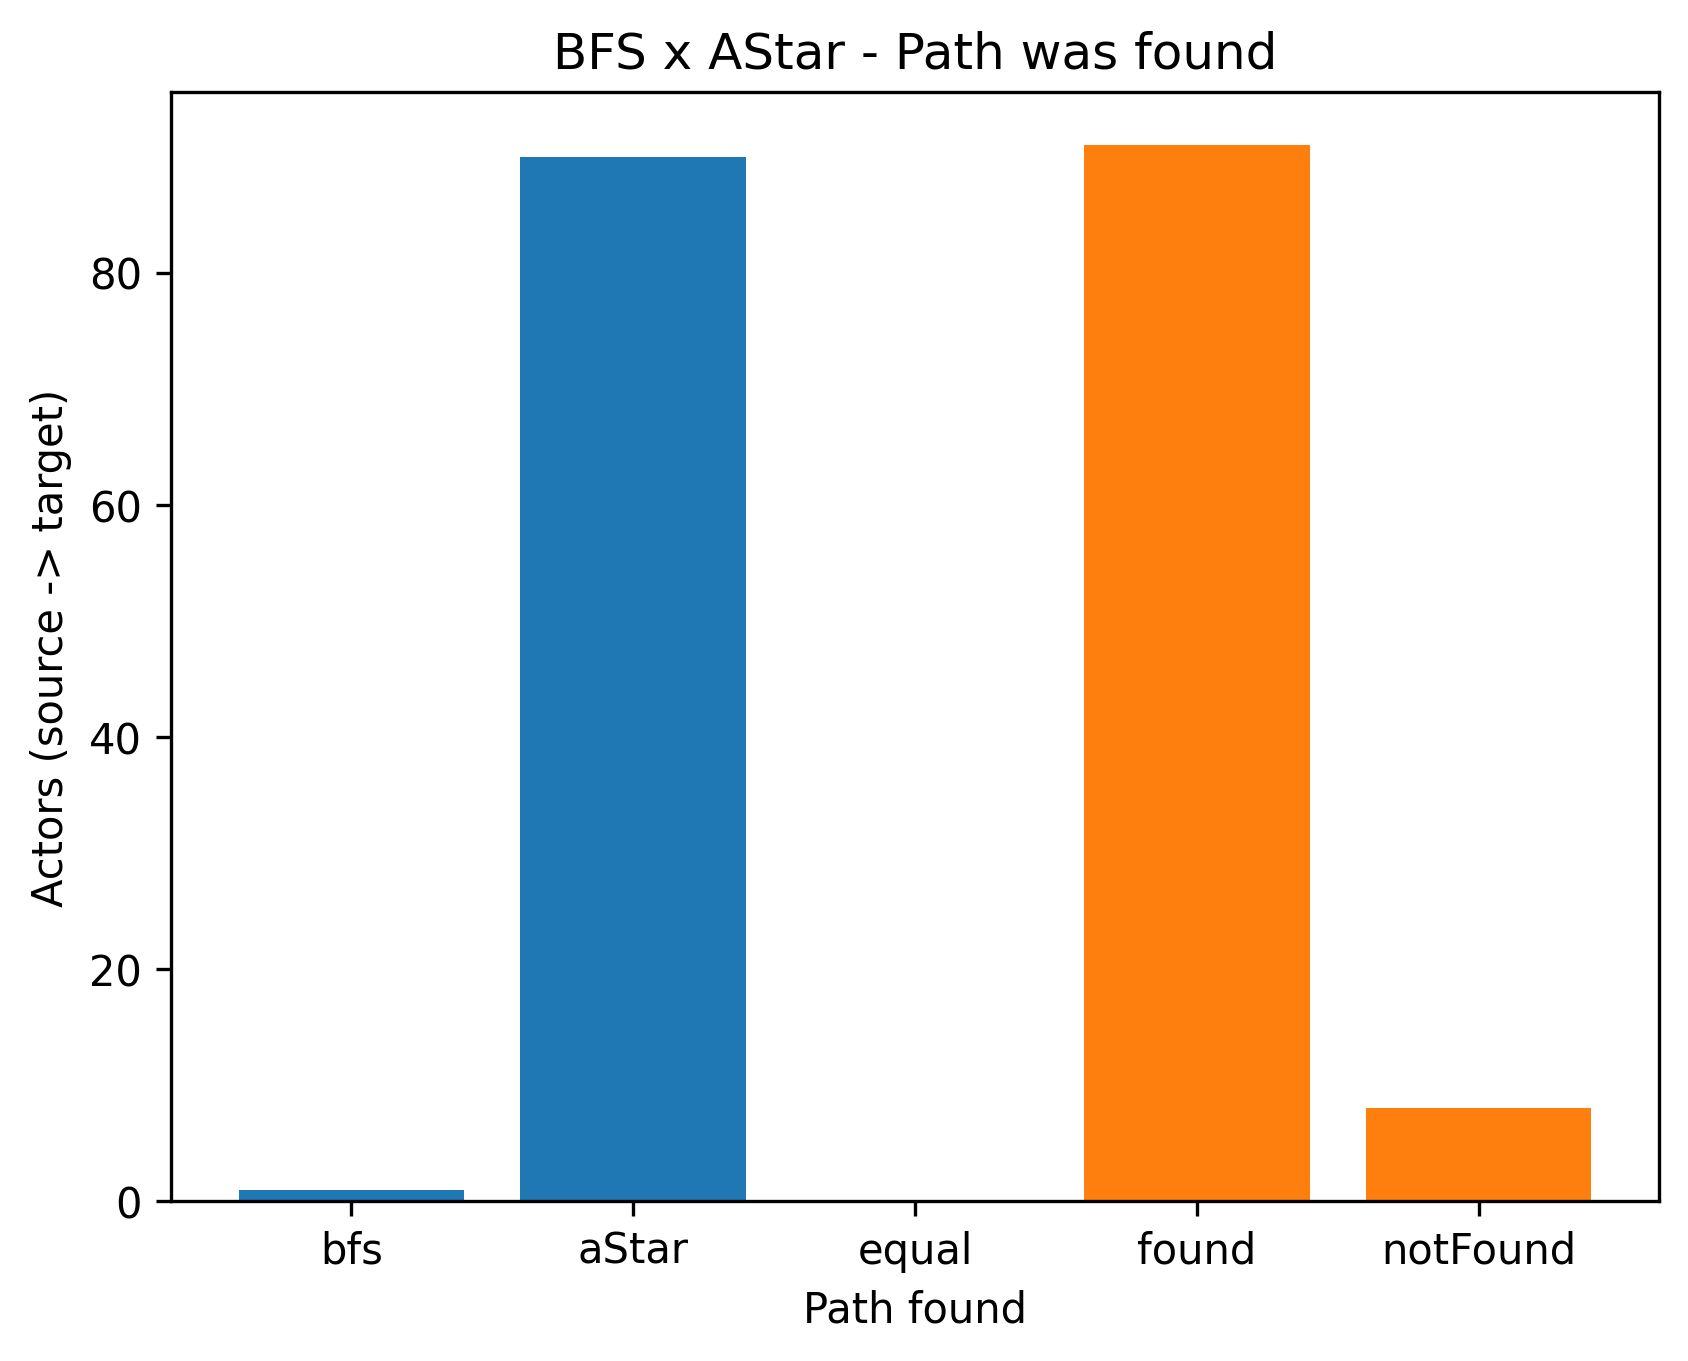 BFS x AStar - Path was found
Actors (source -> target)
80
60
40
20
0
bfs
aStar
equal
found
notFound
Path found